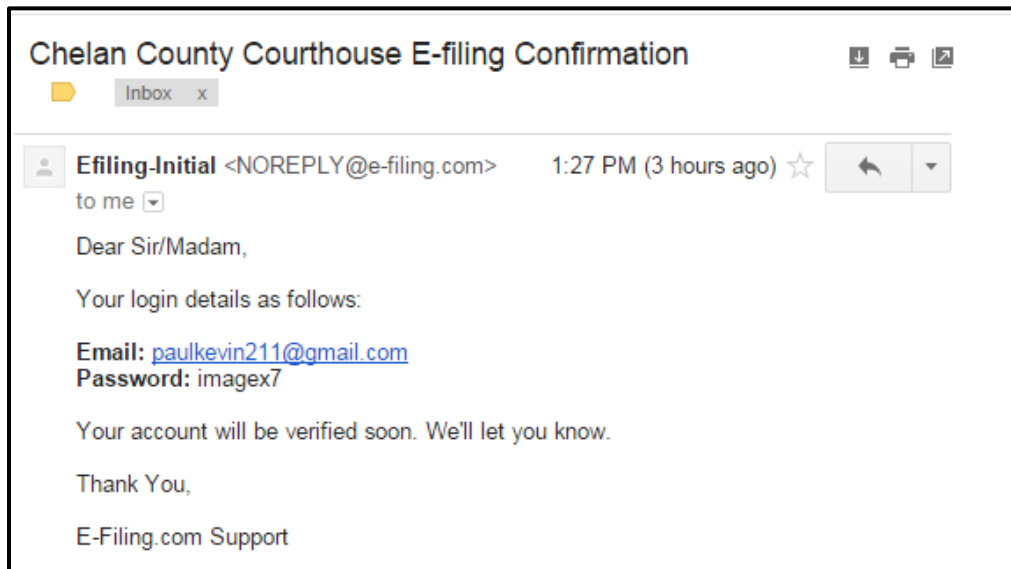 Chelan County Courthouse E-filing Confirmation
Inbox x
Efiling-Initial <NOREPLY@e-filing.com> 1:27 PM (3 hours ago)
to me
Dear Sir/Madam,
Your login details as follows:
Email: paulkevin211@gmail.com
Password: imagex7
Your account will be verified soon. We'll let you know.
Thank You,
E-Filing.com Support